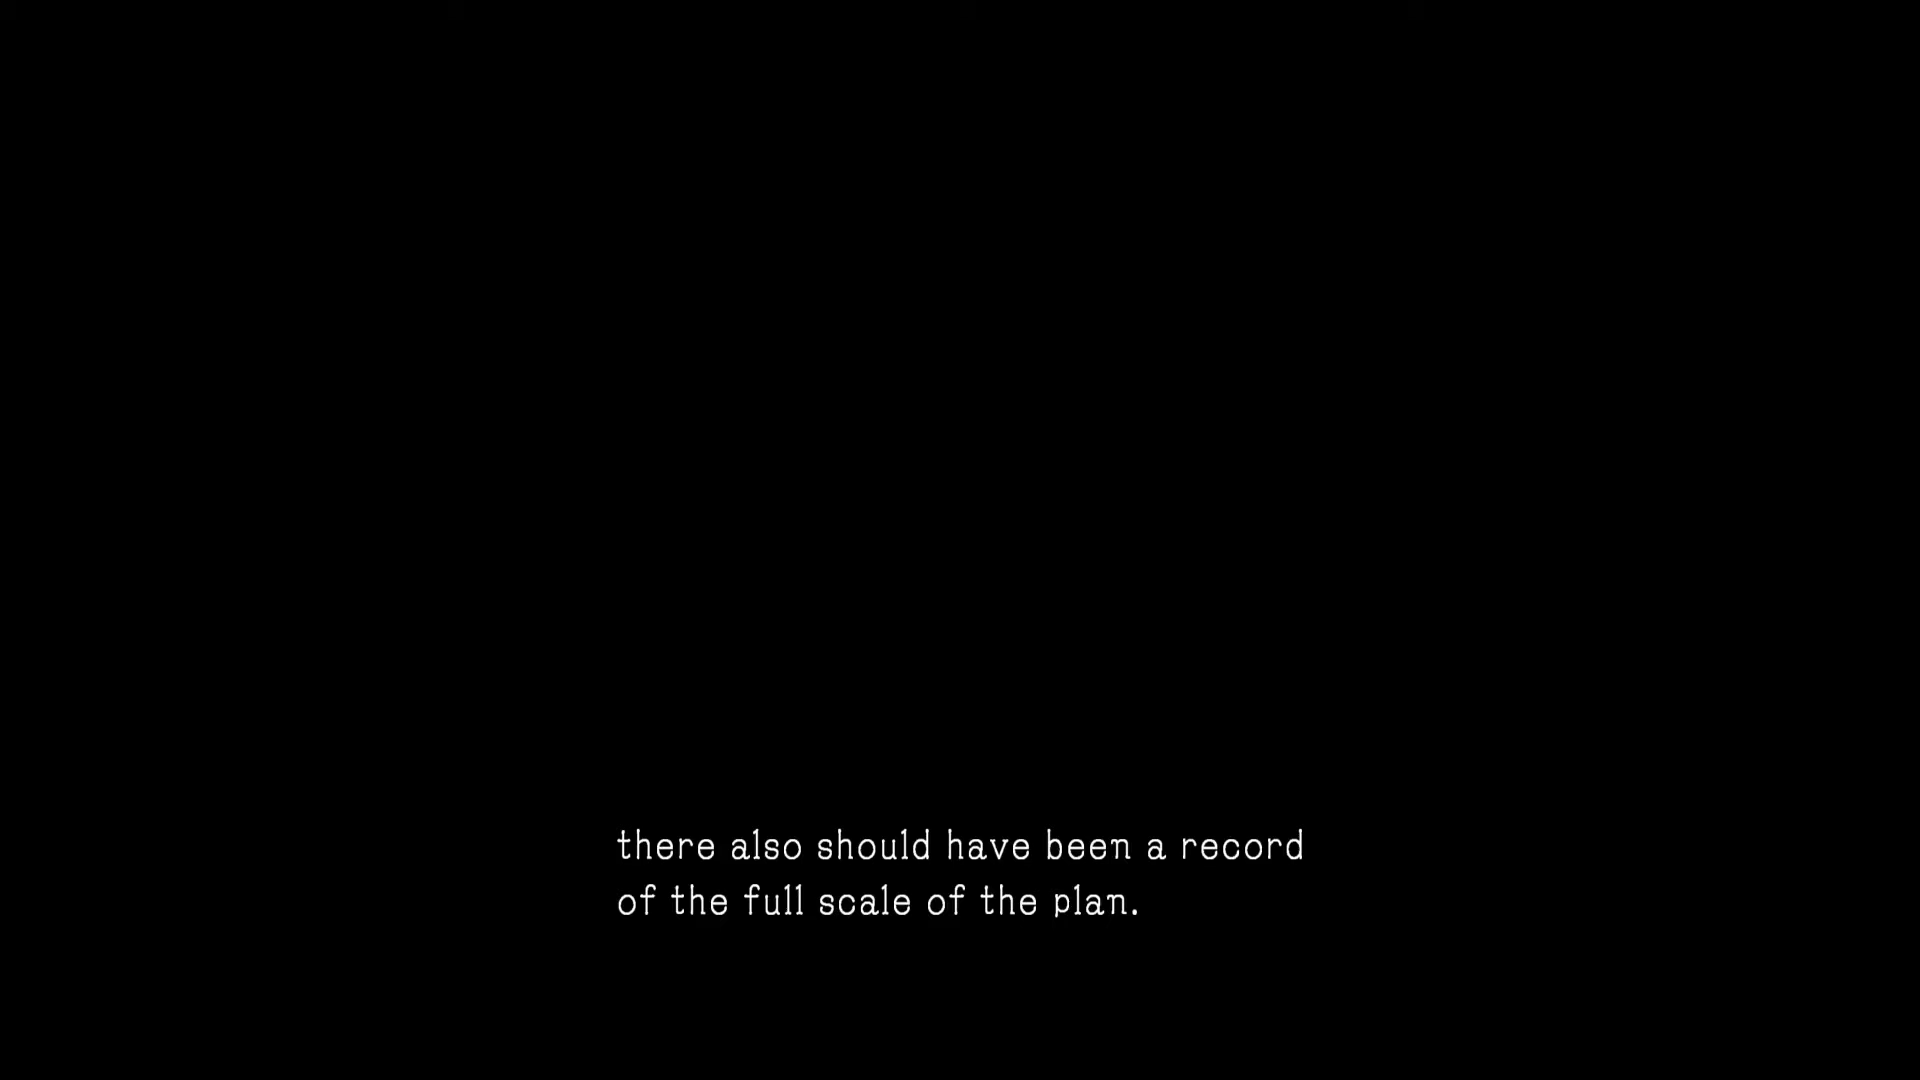 there also should have been a record
of the full scale of the plan.